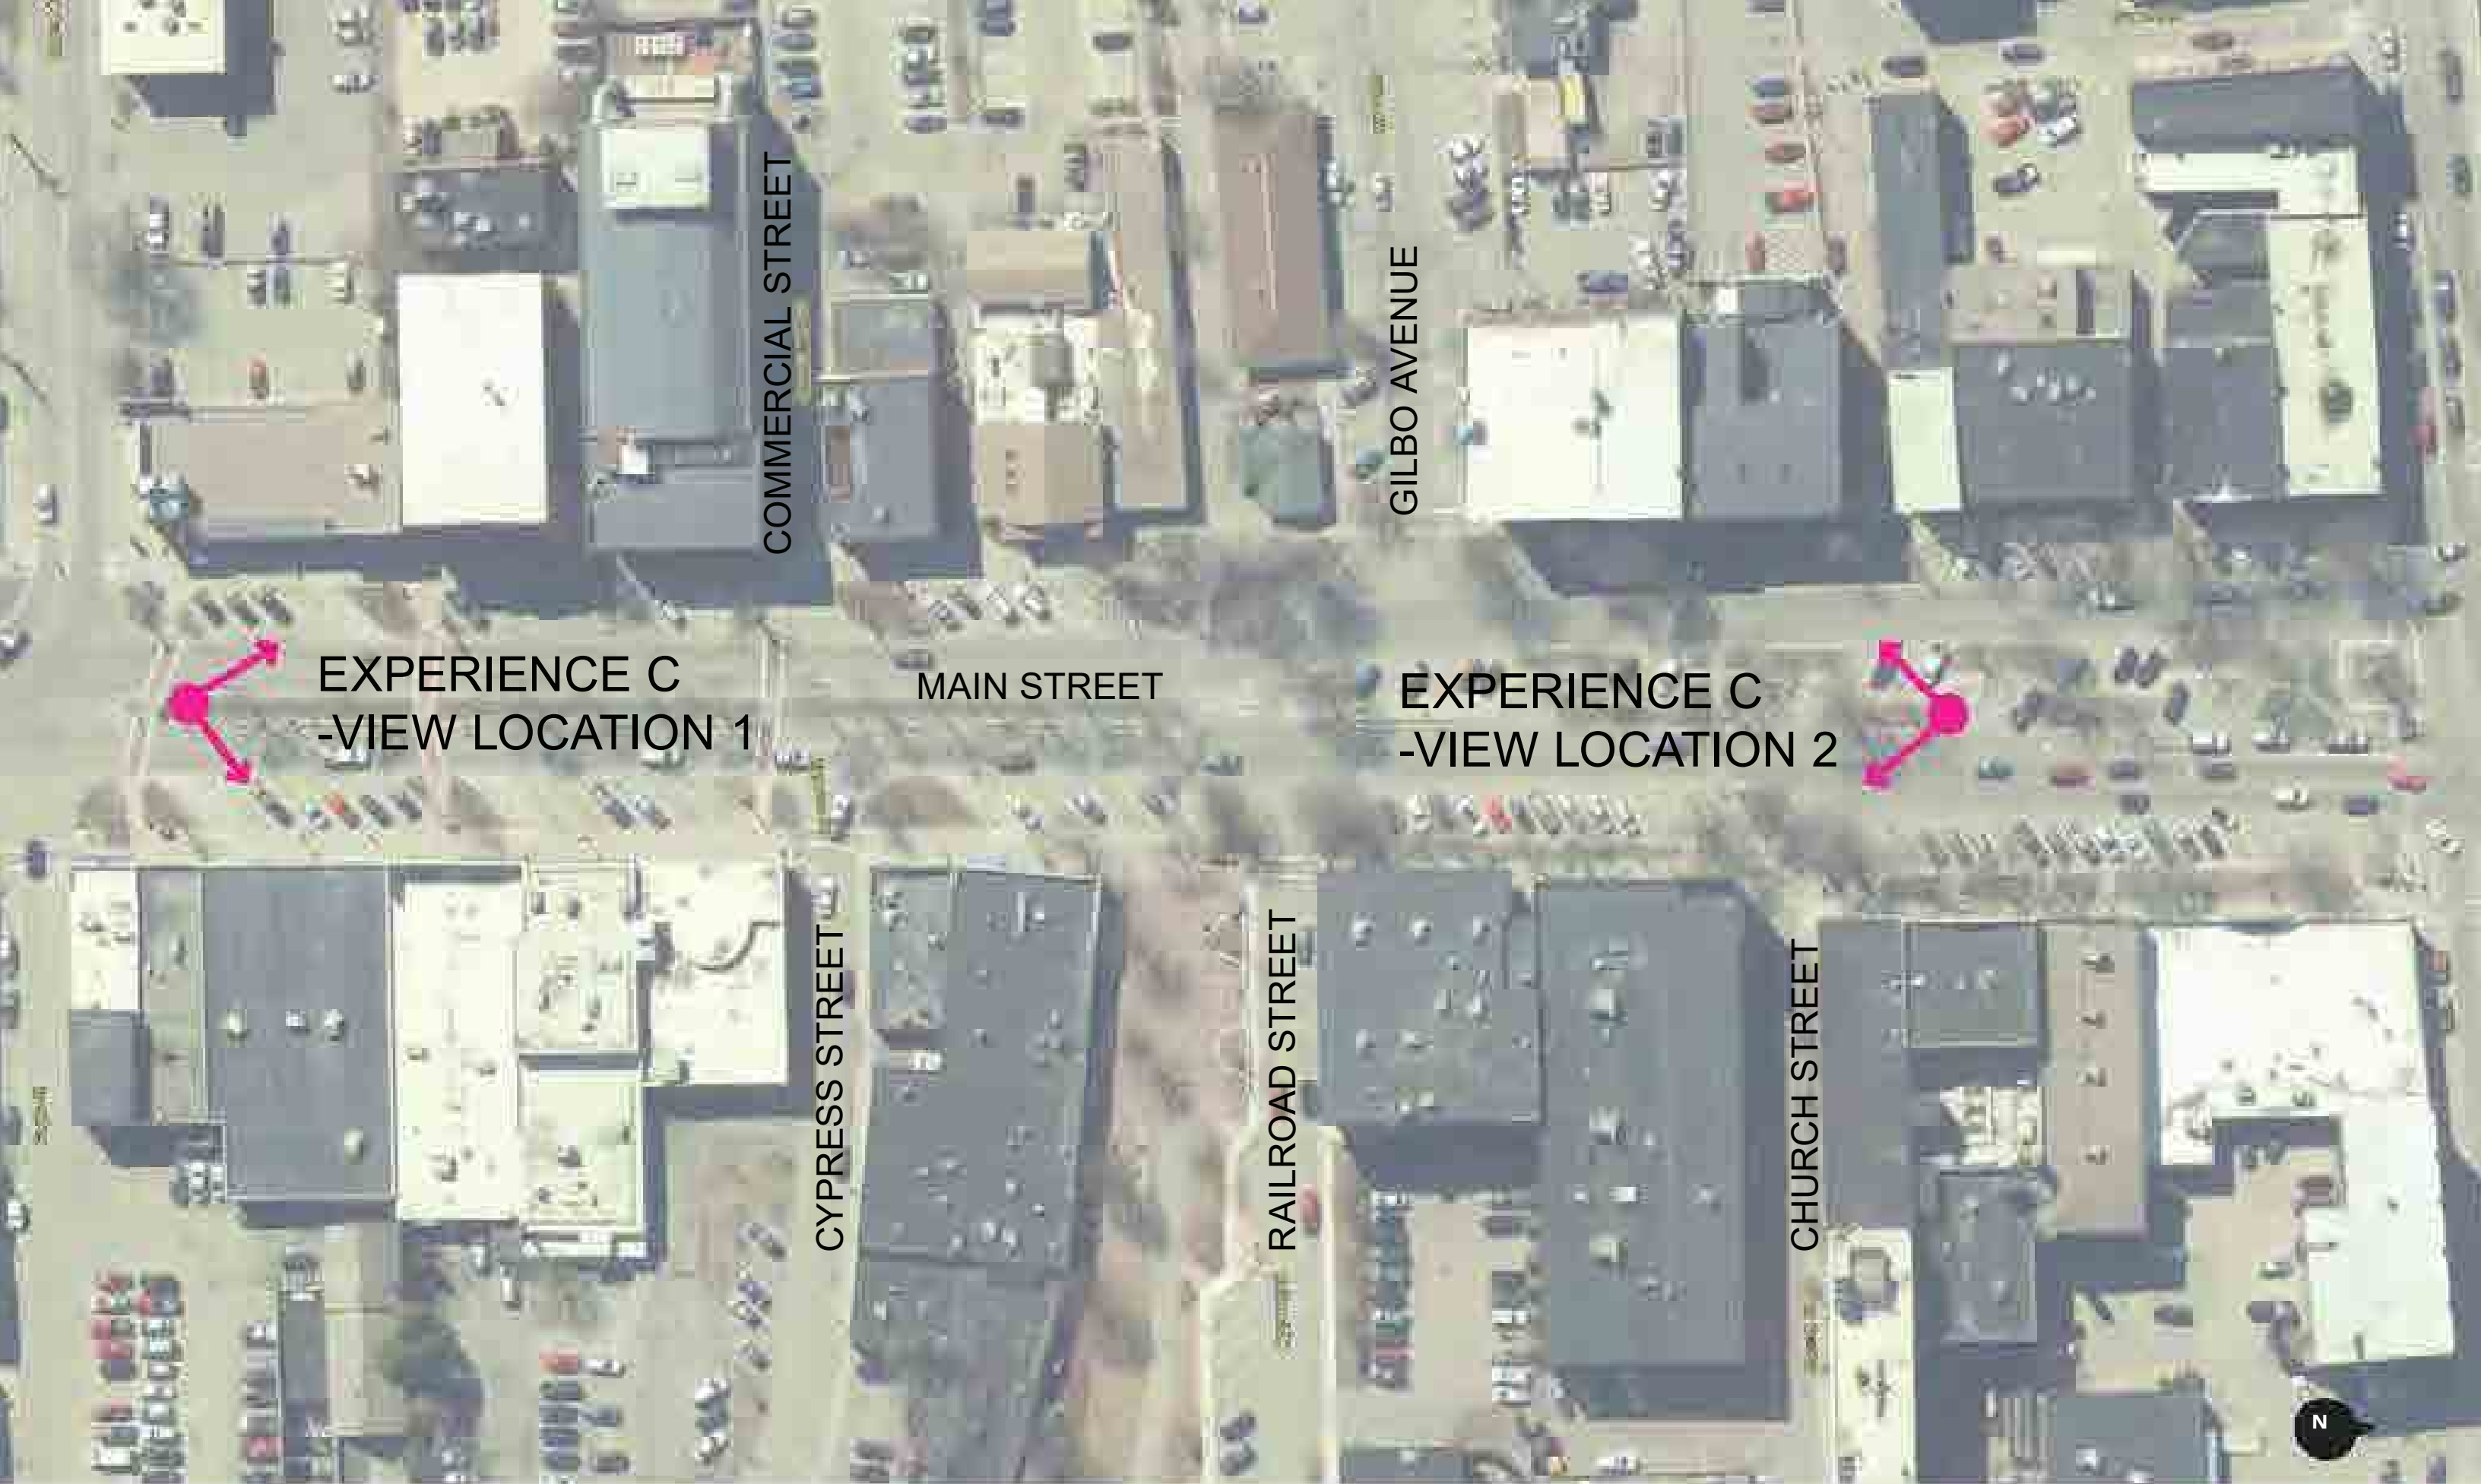 COMMERCIAL STREET
GILBO AVENUE
EXPERIENCE C
-VIEW LOCATION 1
MAIN STREET
EXPERIENCE C
-VIEW LOCATION 2
CYPRESS STREET
RAILROAD STREET
CHURCH STREET
N